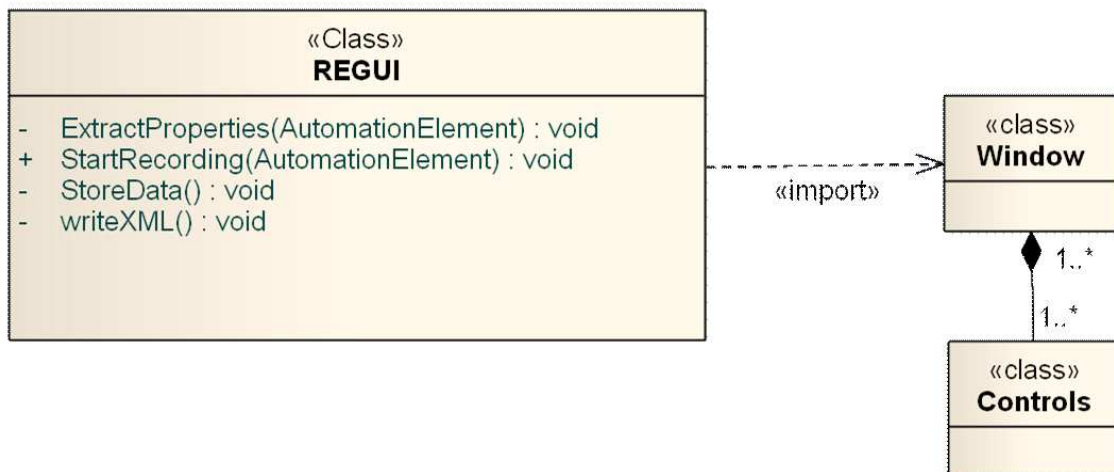 «Class»
REGUI
- ExtractProperties(AutomationElement) : void
+ StartRecording(AutomationElement) : void
- StoreData() : void
- writeXML() : void
«import»
«class»
Window
1..*
1..*
«class»
Controls